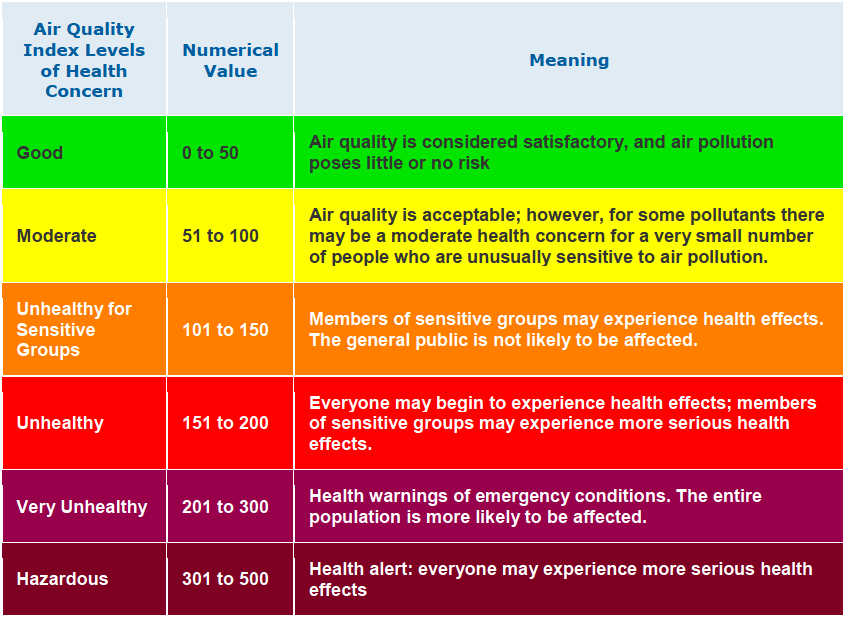 Air Quality
Index Levels
of Health
Concern
Numerical
Value
Meaning
Good
0 to 50
Air quality is considered satisfactory, and air pollution
poses little or no risk
Moderate
51 to 100
Air quality is acceptable; however, for some pollutants there
may be a moderate health concern for a very small number
of people who are unusually sensitive to air pollution.
Unhealthy for
Sensitive
Groups
101 to 150
Members of sensitive groups may experience health effects.
The general public is not likely to be affected.
Unhealthy
151 to 200
Everyone may begin to experience health effects; members
of sensitive groups may experience more serious health
effects.
Very Unhealthy
201 to 300
Health warnings of emergency conditions. The entire
population is more likely to be affected.
Hazardous
301 to 500
Health alert: everyone may experience more serious health
effects